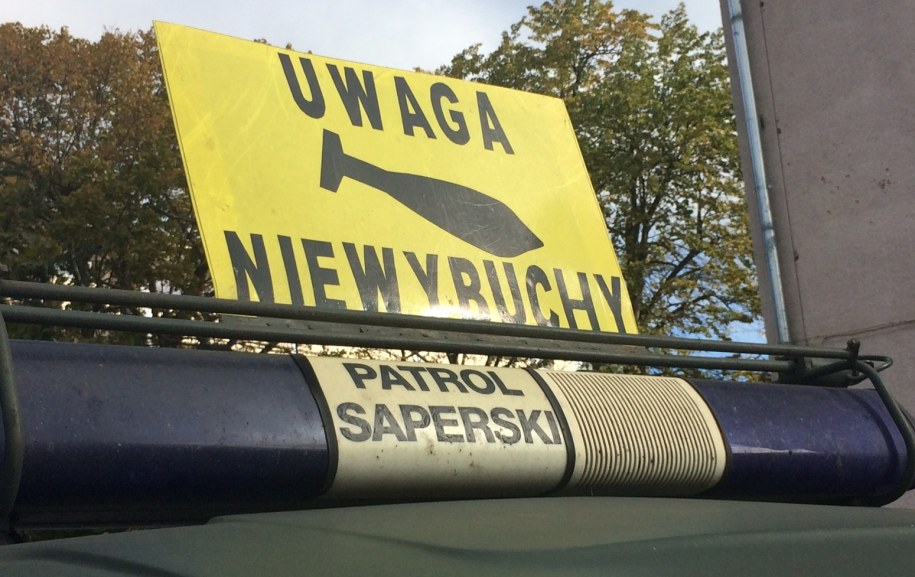 UWAGA
NIEWYBUCHY
PATROL
SAPERSKI